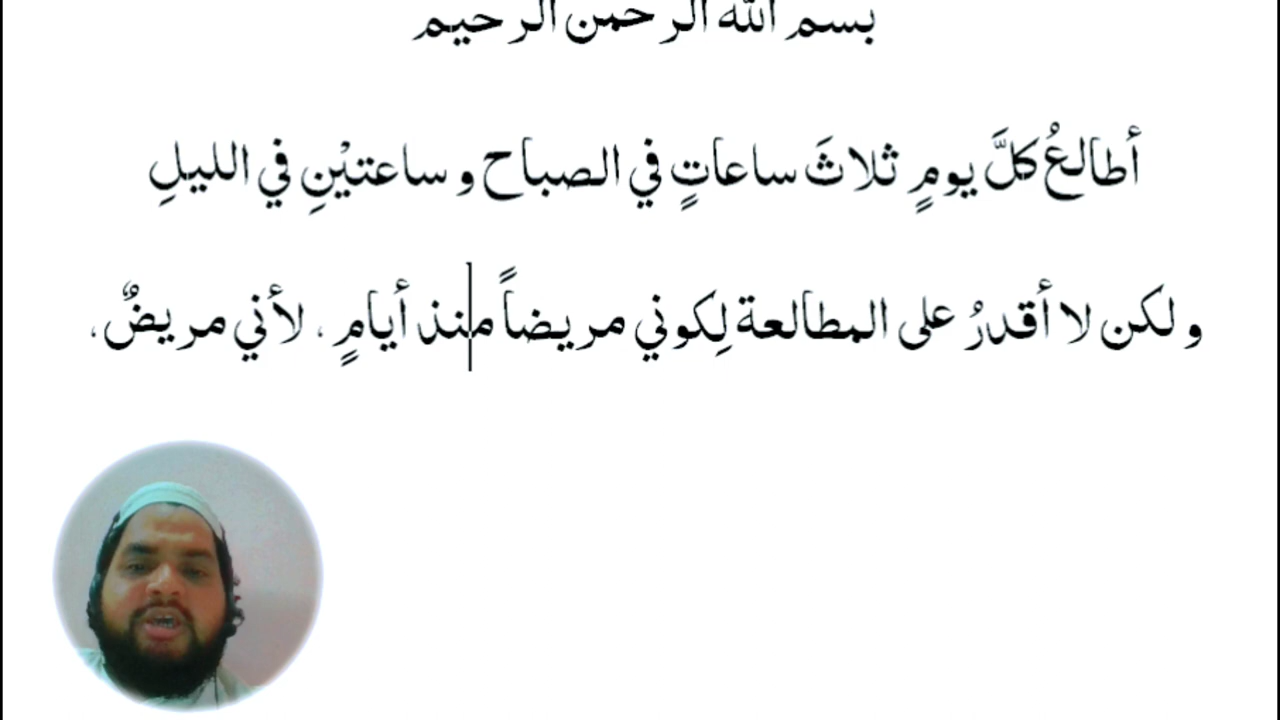 بسم الله الرحمن الرحيم
أطالعُ كلَّ يومٍ ثلاثَ ساعاتٍ في الصباح و ساعتيْنِ في الليلِ
و لكن لا أقدرُ على المطالعة لِكوني مريضاً منذ أيامٍ ، لأني مريضٌ،